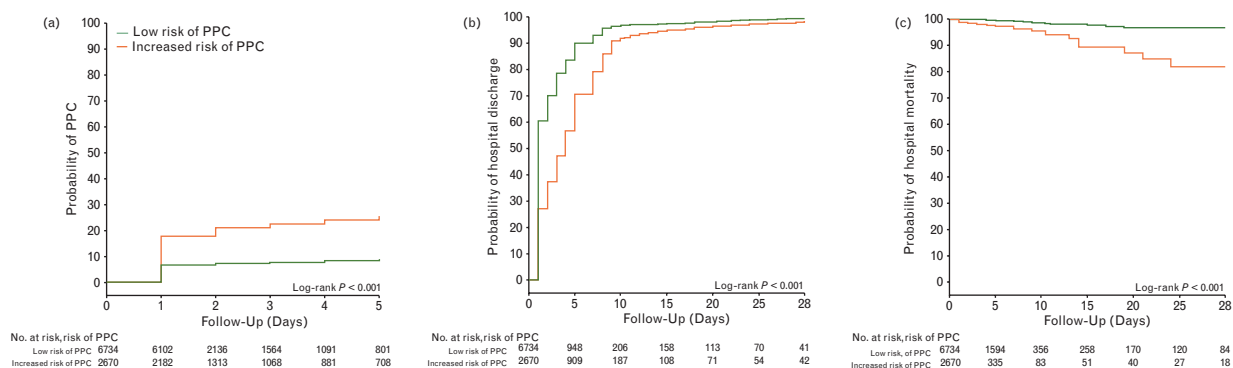 (a)
Low risk of PPC
Increased risk of PPC
Probability of PPC
100
90
80
70
60
50
40
30
20
10
0
Log-rank P < 0.001
0 1 2 3 4 5
Follow-Up (Days)
No. at risk,risk of PPC
Low risk of PPC 6734 6102 2136 1564 1091 801
Increased risk of PPC 2670 2182 1313 1068 881 708
(b)
Probability of hospital discharge
100
90
80
70
60
50
40
30
20
10
0
Log-rank P < 0.001
0 5 10 15 20 25 28
Follow-Up (Days)
No. at risk,risk of PPC
Low risk of PPC 6734 948 206 158 113 70 41
Increased risk of PPC 2670 909 187 108 71 54 42
(c)
Probability of hospital mortality
100
90
80
70
60
50
40
30
20
10
0
Log-rank P < 0.001
0 5 10 15 20 25 28
Follow-Up (Days)
No. at risk,risk of PPC
Low risk, of PPC 6734 1594 356 258 170 120 84
Increased risk of PPC 2670 335 83 51 40 27 18